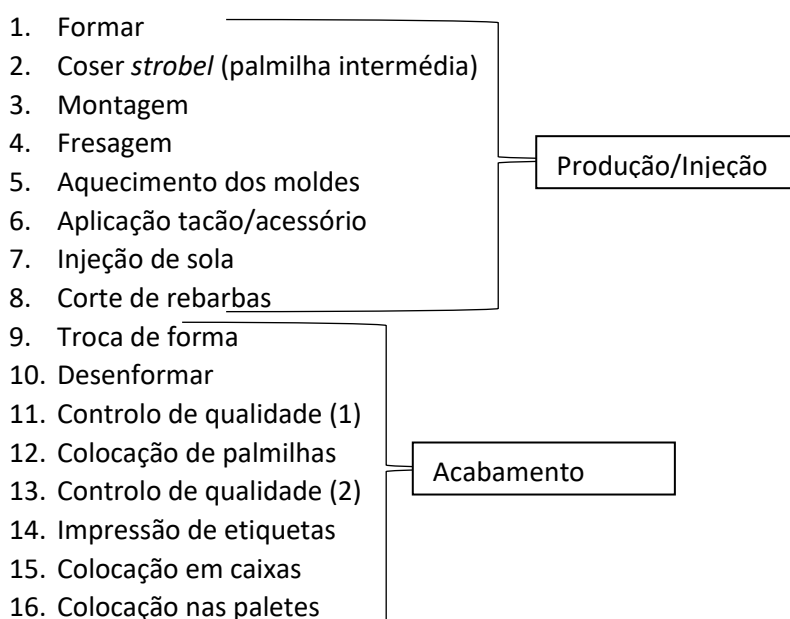 1. Formar
2. Coser strobel (palmilha intermédia)
3. Montagem
4. Fresagem
5. Aquecimento dos moldes
6. Aplicação tacão/acessório
7. Injeção de sola
8. Corte de rebarbas
9. Troca de forma
10. Desenformar
11. Controlo de qualidade (1)
12. Colocação de palmilhas
13. Controlo de qualidade (2)
14. Impressão de etiquetas
15. Colocação em caixas
16. Colocação nas paletes
Produção/Injeção
Acabamento